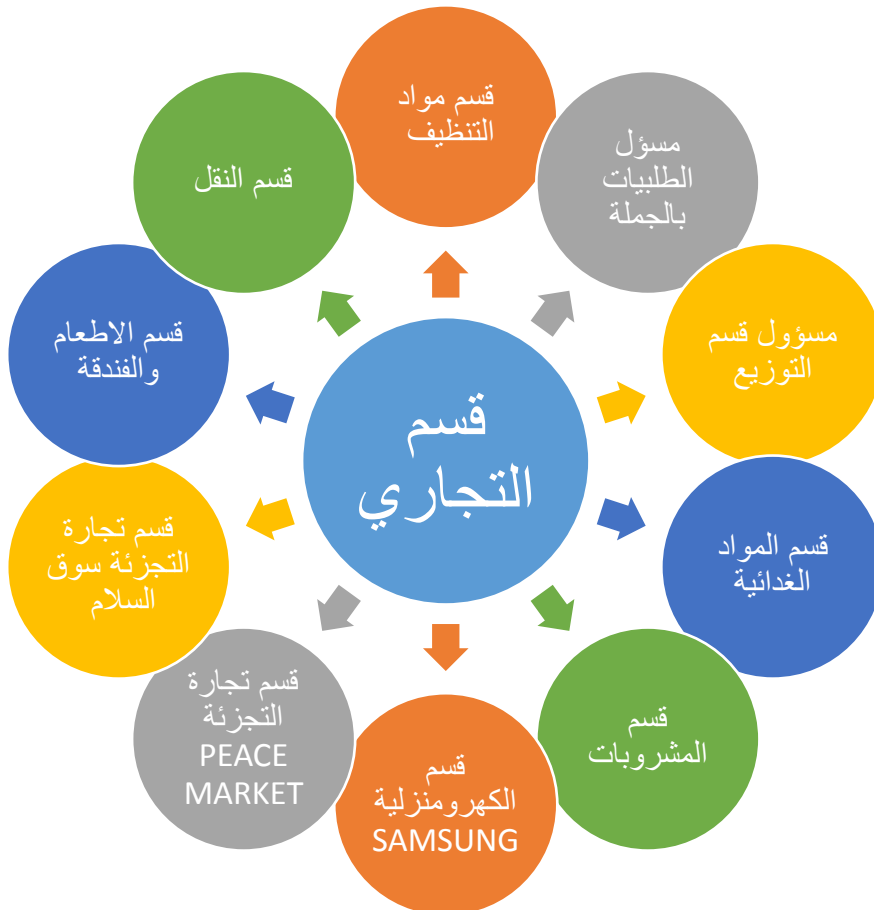 قسم مواد
التنظيف
مسؤل
الطلبيات
بالجملة
مسؤول قسم
التوزيع
قسم المواد
الغدائية
قسم
المشروبات
قسم
الكهرومنزلية
SAMSUNG
قسم تجارة
التجزئة
PEACE
MARKET
قسم تجارة
التجزئة سوق
السلام
قسم الاطعام
والفندقة
قسم النقل
قسم
التجاري